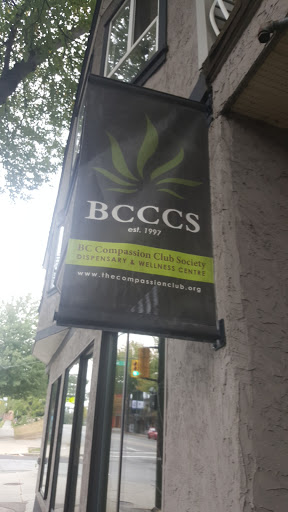 BCCCS
est. 1997
BC Compassion Club Society
DISPENSARY & WELLNESS CENTRE
www.thecompassionclub.org